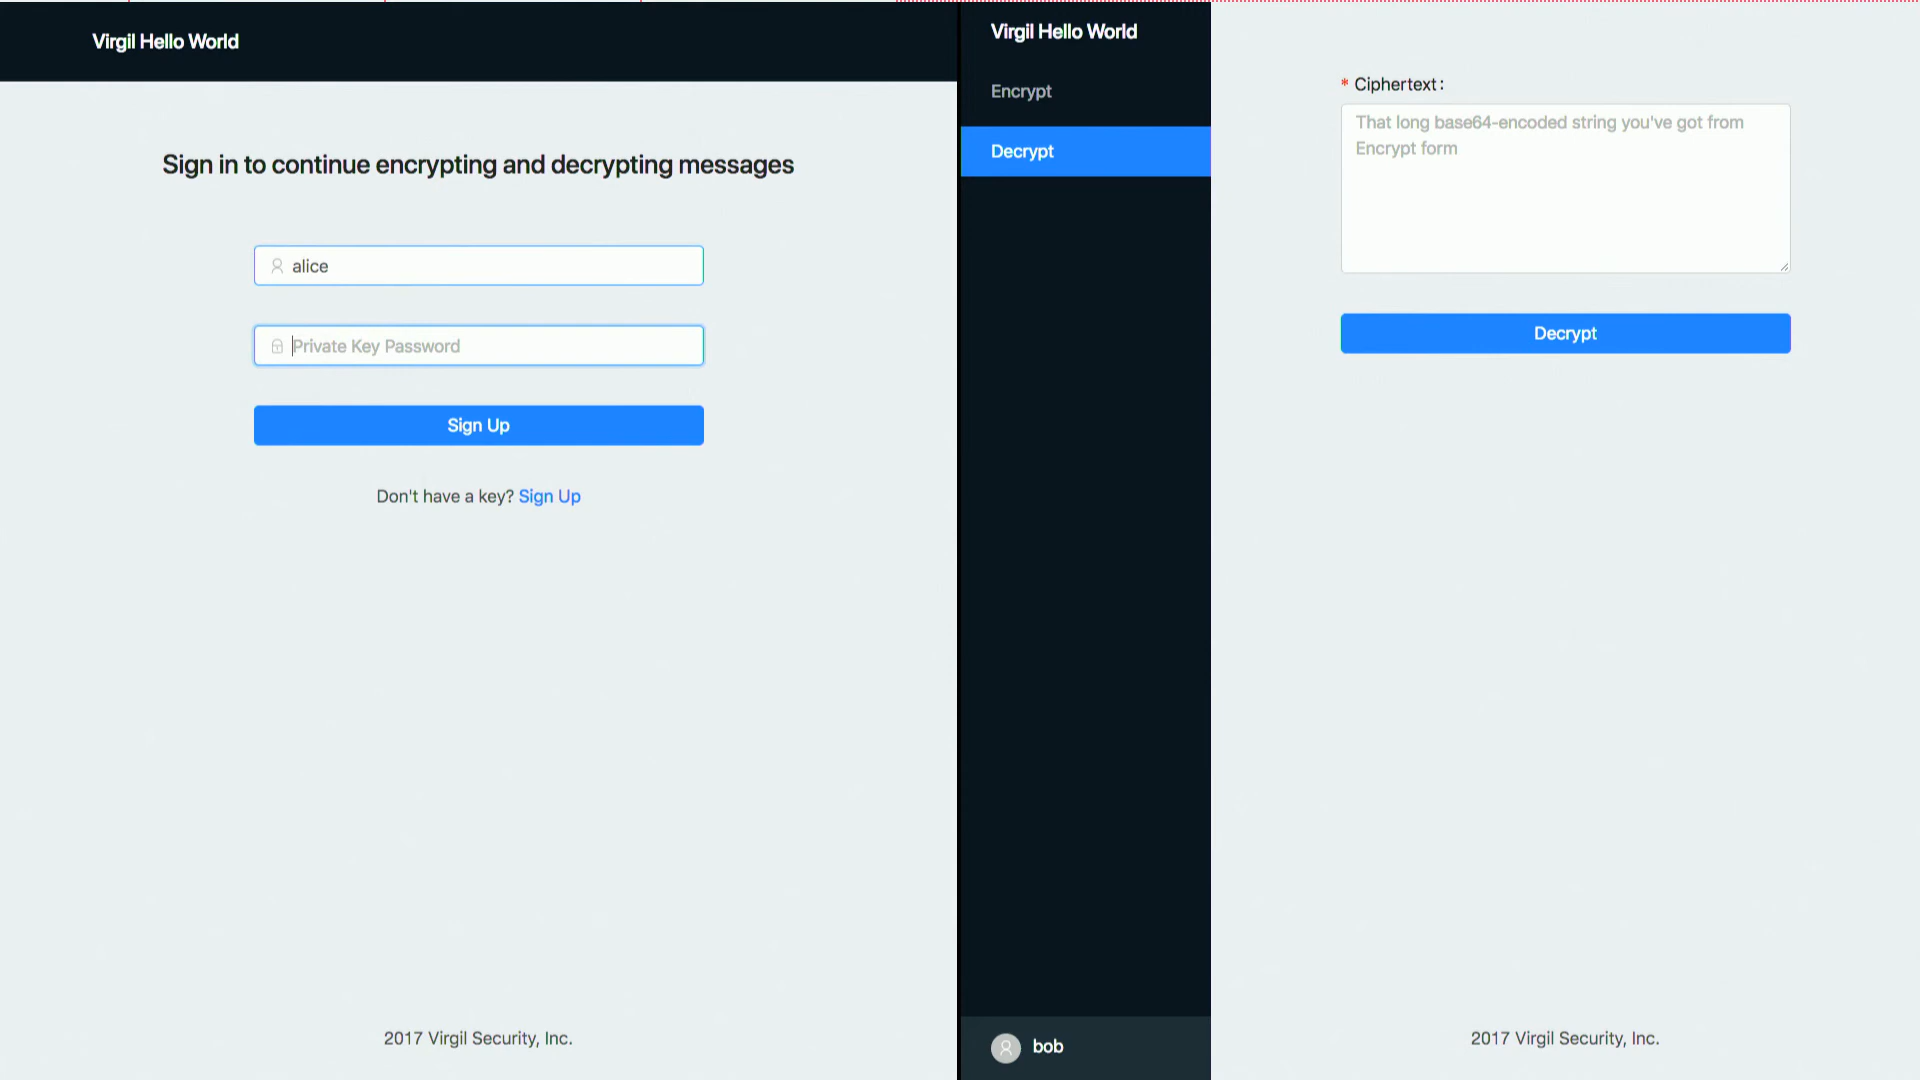 Virgil Hello World
Sign in to continue encrypting and decrypting messages
alice
Private Key Password
Sign Up
Don't have a key? Sign Up
2017 Virgil Security, Inc.
Virgil Hello World
Encrypt
Decrypt
bob
* Ciphertext:
That long base64-encoded string you've got from
Encrypt form
Decrypt
2017 Virgil Security, Inc.